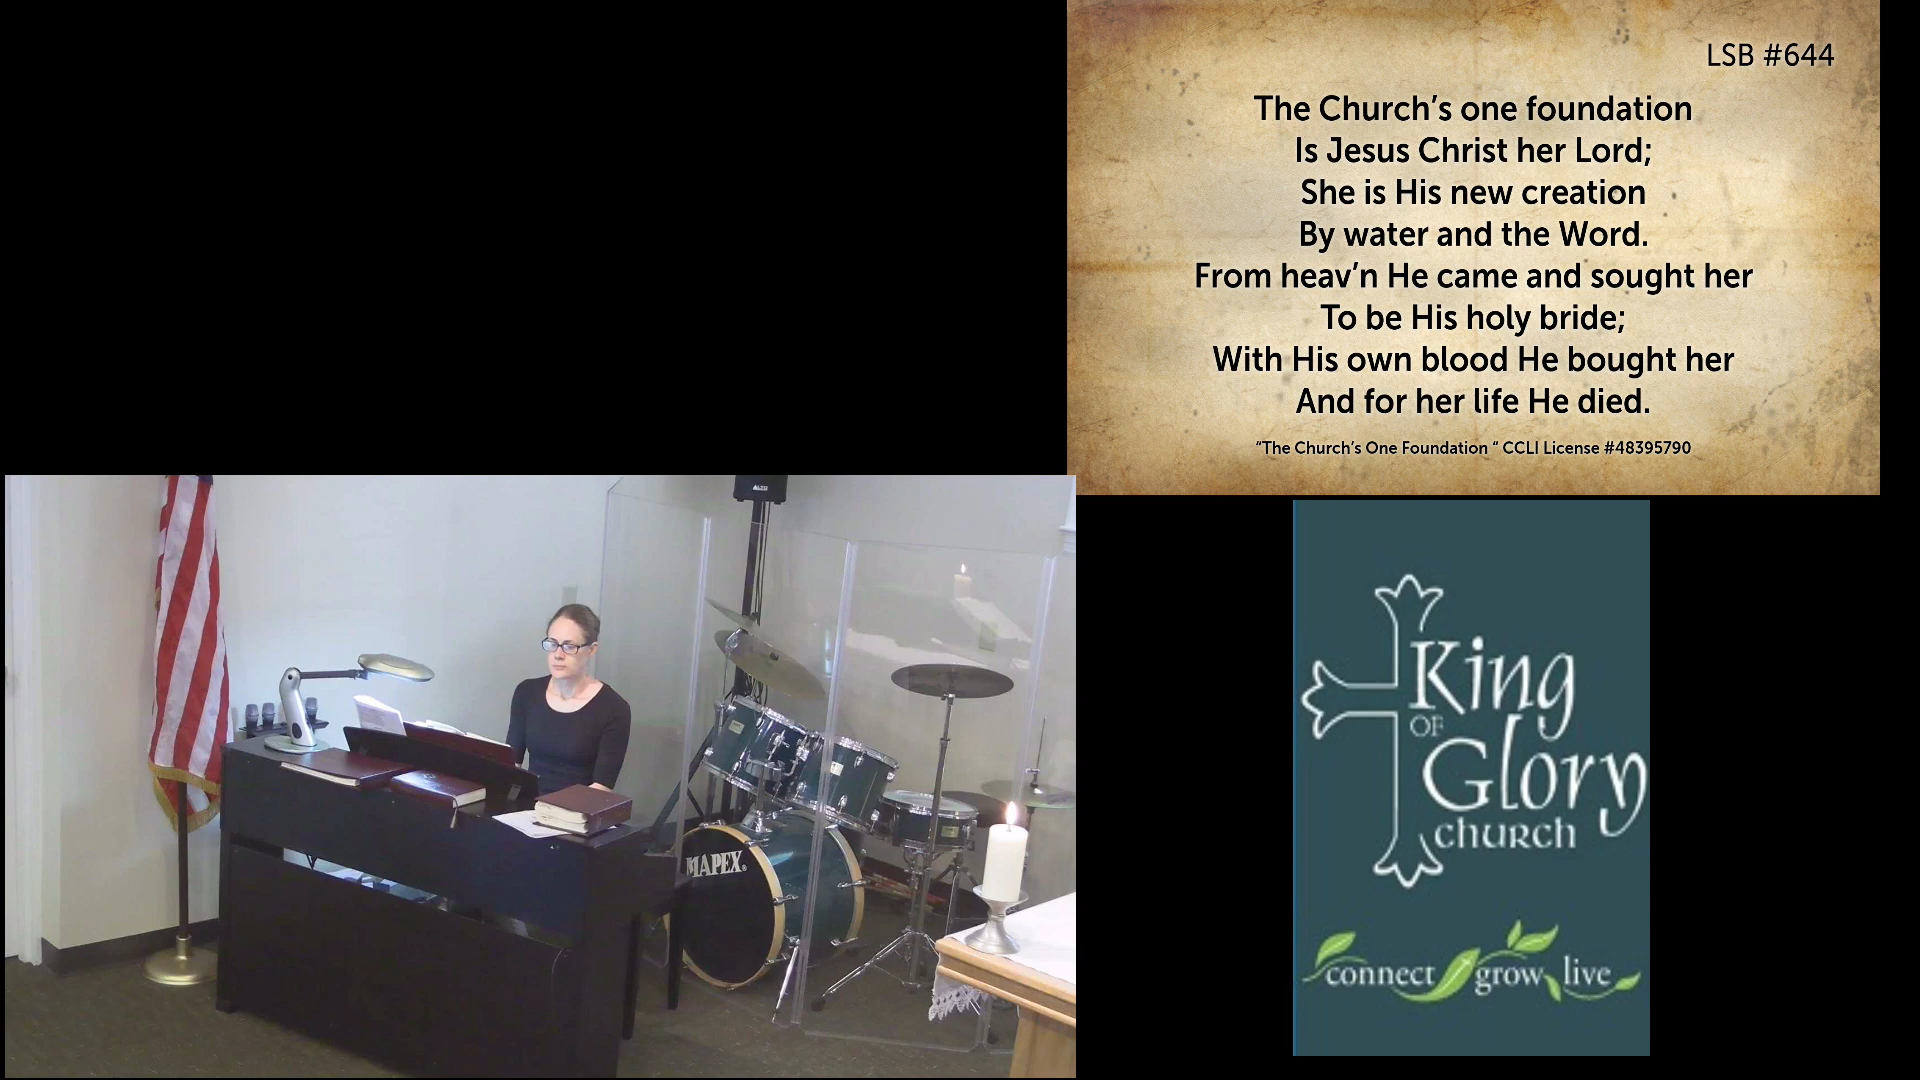 LSB #644
The Church’s one foundation
Is Jesus Christ her Lord;
She is His new creation
By water and the Word.
From heav’n He came and sought her
To be His holy bride;
With His own blood He bought her
And for her life He died.
“The Church’s One Foundation “ CCLI License #48395790
ALTO
MAPEX®
King
OF
Glory
church
connect grow live